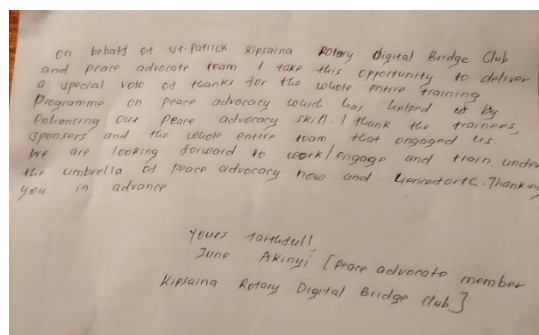 On behalf of st. Patrick Kipsaina Rotary Digital Bridge Club
and peace advocate team I take this opportunity to deliver
a special vote of thanks for the whole entire training
programme on peace advocacy which has helped us by
Enhancing our peace advocacy skill. I thank the trainers,
sponsers and the whole entire team that engaged us.
We are looking forward to work/engage and train under
the umbrella of peace advocacy now and henceforth. Thanking
you in advance
Yours faithfull
June Akinyi [peace advocate member
Kipsaina Rotary Digital Bridge Club]